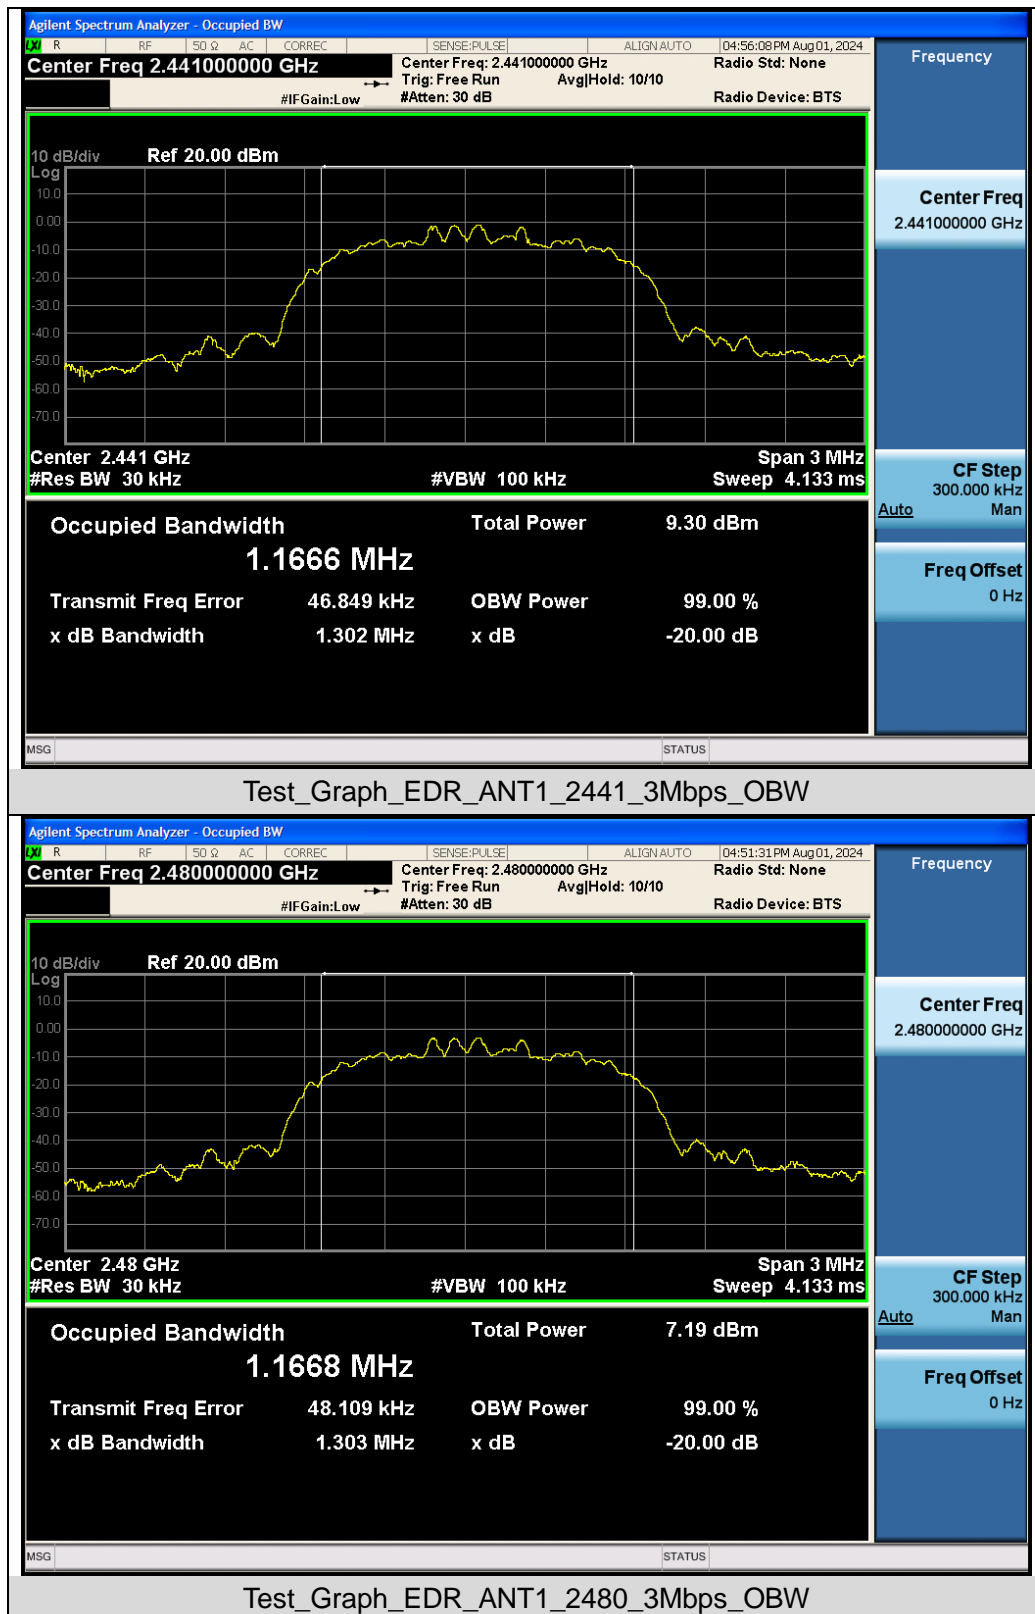 Agilent Spectrum Analyzer - Occupied BW
LXI R RF 50 Ω AC CORREC SENSE:PULSE ALIGN AUTO 04:56:08 PM Aug 01, 2024
Center Freq 2.441000000 GHz Center Freq: 2.441000000 GHz Radio Std: None
Trig: Free Run Avg|Hold: 10/10
#IFGain:Low #Atten: 30 dB Radio Device: BTS
Frequency
10 dB/div Ref 20.00 dBm
Log
10.0
0.00
-10.0
-20.0
-30.0
-40.0
-50.0
-60.0
-70.0
Center 2.441 GHz Span 3 MHz
#Res BW 30 kHz #VBW 100 kHz Sweep 4.133 ms
Center Freq
2.441000000 GHz
CF Step
300.000 kHz
Auto Man
Freq Offset
0 Hz
Occupied Bandwidth Total Power 9.30 dBm
1.1666 MHz
Transmit Freq Error 46.849 kHz OBW Power 99.00 %
x dB Bandwidth 1.302 MHz x dB -20.00 dB
MSG STATUS
Test_Graph_EDR_ANT1_2441_3Mbps_OBW
Agilent Spectrum Analyzer - Occupied BW
LXI R RF 50 Ω AC CORREC SENSE:PULSE ALIGN AUTO 04:51:31 PM Aug 01, 2024
Center Freq 2.480000000 GHz Center Freq: 2.480000000 GHz Radio Std: None
Trig: Free Run Avg|Hold: 10/10
#IFGain:Low #Atten: 30 dB Radio Device: BTS
Frequency
10 dB/div Ref 20.00 dBm
Log
10.0
0.00
-10.0
-20.0
-30.0
-40.0
-50.0
-60.0
-70.0
Center 2.48 GHz Span 3 MHz
#Res BW 30 kHz #VBW 100 kHz Sweep 4.133 ms
Center Freq
2.480000000 GHz
CF Step
300.000 kHz
Auto Man
Freq Offset
0 Hz
Occupied Bandwidth Total Power 7.19 dBm
1.1668 MHz
Transmit Freq Error 48.109 kHz OBW Power 99.00 %
x dB Bandwidth 1.303 MHz x dB -20.00 dB
MSG STATUS
Test_Graph_EDR_ANT1_2480_3Mbps_OBW